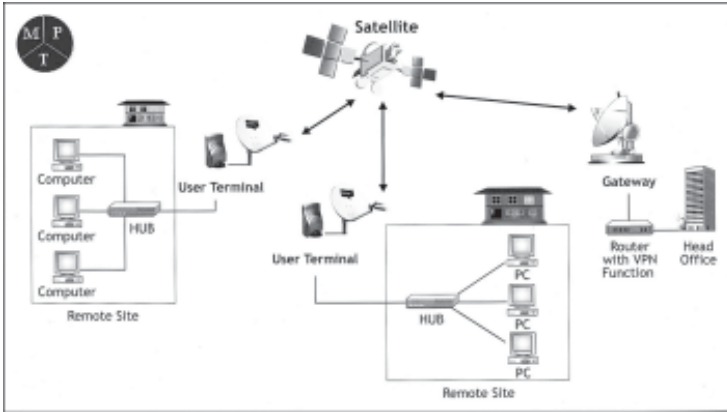 M P
T
Satellite
Computer
Computer
Computer
HUB
User Terminal
Remote Site
User Terminal
HUB
PC
PC
PC
Remote Site
Gateway
Router
with VPN
Function
Head
Office